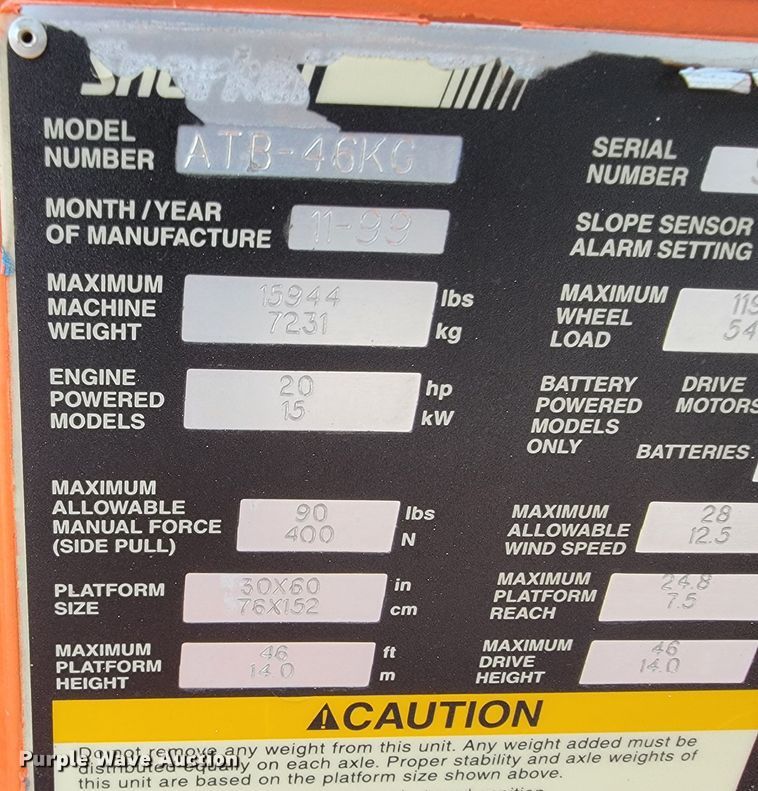 Snorkel
MODEL NUMBER ATB-46KG
SERIAL NUMBER
MONTH/YEAR OF MANUFACTURE 11-99
SLOPE SENSOR ALARM SETTING
MAXIMUM MACHINE WEIGHT 15944 lbs 7231 kg
MAXIMUM WHEEL LOAD
ENGINE POWERED MODELS 20 hp 15 kW
BATTERY POWERED MODELS ONLY
DRIVE MOTORS
BATTERIES
MAXIMUM ALLOWABLE MANUAL FORCE (SIDE PULL) 90 lbs 400 N
MAXIMUM ALLOWABLE WIND SPEED 28 12.5
PLATFORM SIZE 30X60 in 76X152 cm
MAXIMUM PLATFORM REACH 24.8 7.5
MAXIMUM PLATFORM HEIGHT 46 ft 14.0 m
MAXIMUM DRIVE HEIGHT 46 14.0
CAUTION
Do not remove any weight from this unit. Any weight added must be
distributed equally on each axle. Proper stability and axle weights of
this unit are based on the platform size shown above.
Purple Wave Auction